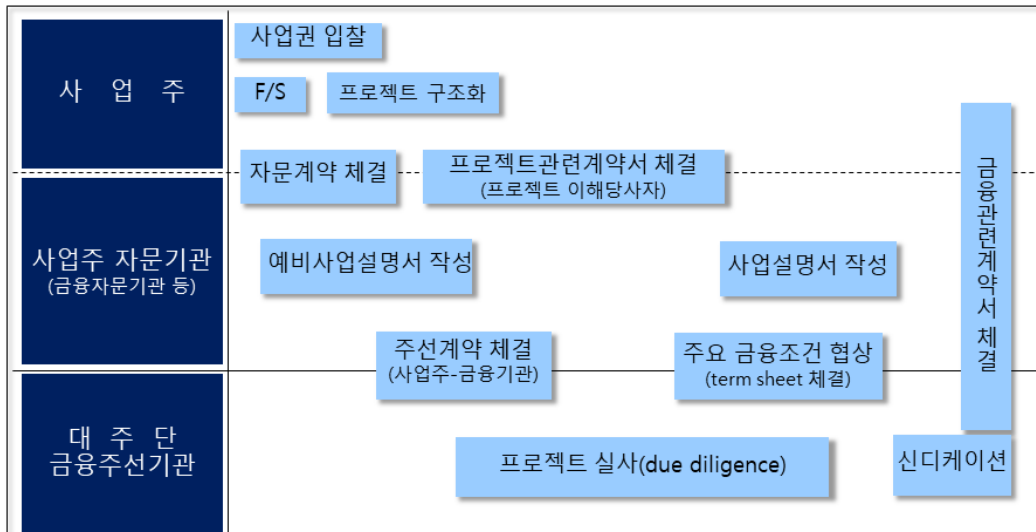 사 업 주
사업권 입찰
F/S
프로젝트 구조화
자문계약 체결
프로젝트관련계약서 체결
(프로젝트 이해당사자)
금융관련계약서 체결
사업주 자문기관
(금융자문기관 등)
예비사업설명서 작성
사업설명서 작성
주선계약 체결
(사업주-금융기관)
주요 금융조건 협상
(term sheet 체결)
대 주 단
금융주선기관
프로젝트 실사(due diligence)
신디케이션